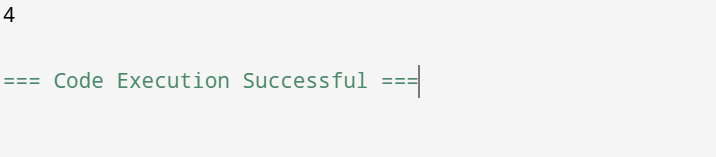 4
=== Code Execution Successful ===